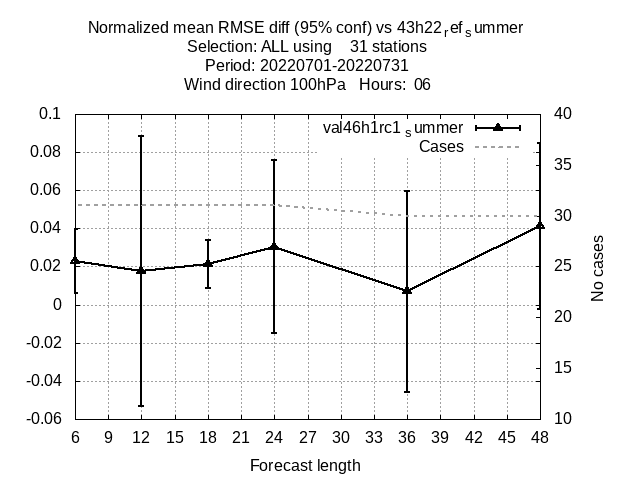 Normalized mean RMSE diff (95% conf) vs 43h22refsummer
Selection: ALL using    31 stations
Period: 20220701-20220731
Wind direction 100hPa   Hours:  06
0.1
0.08
0.06
0.04
0.02
0
-0.02
-0.04
-0.06
val46h1rc1summer
Cases
40
35
30
25
20
15
10
No cases
6 9 12 15 18 21 24 27 30 33 36 39 42 45 48
Forecast length